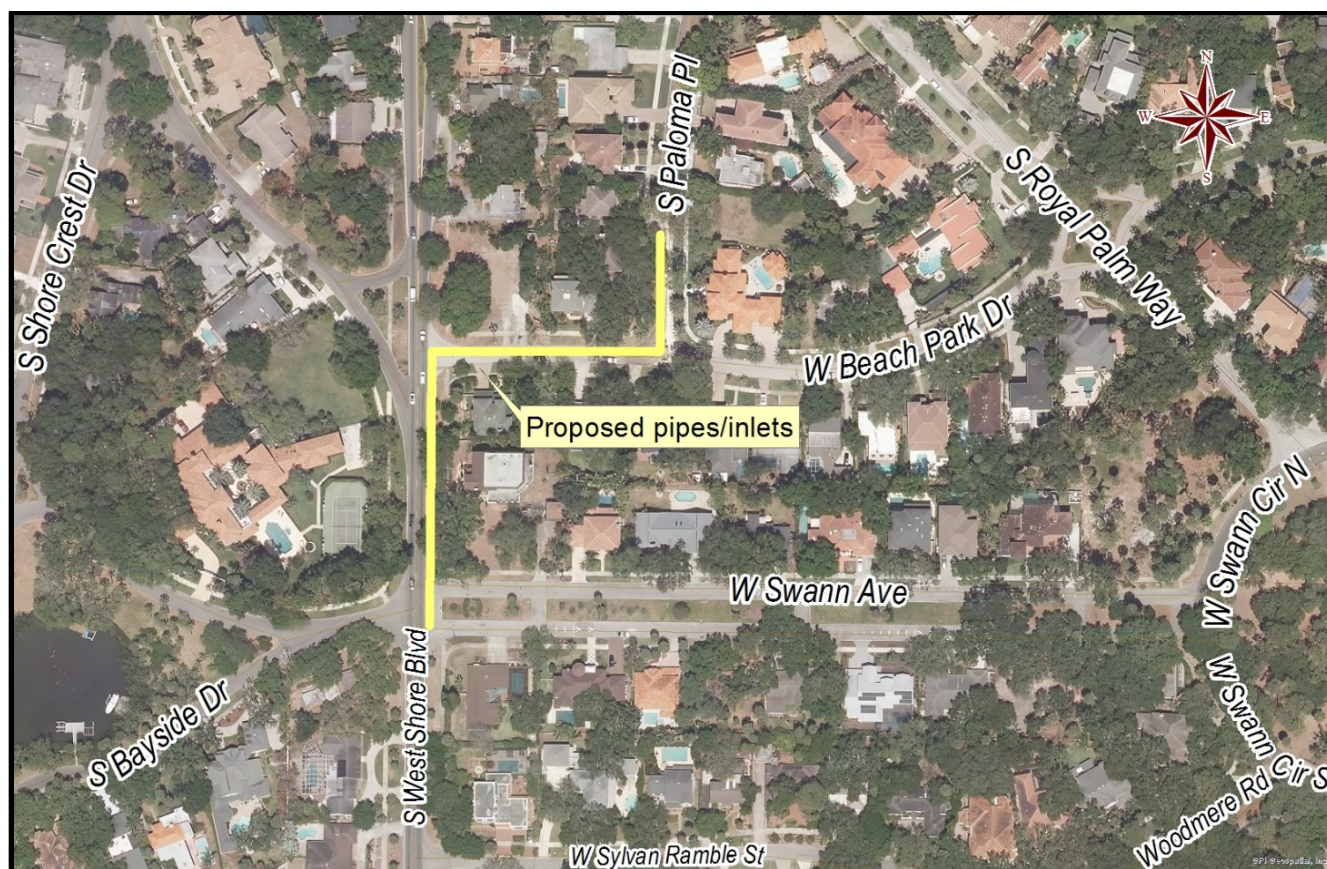 N
W E
S
S Paloma Pl
S Royal Palm Way
S Shore Crest Dr
W Beach Park Dr
Proposed pipes/inlets
W Swann Cir N
W Swann Ave
S West Shore Blvd
S Bayside Dr
W Swann Cir S
Woodmere Rd
W Sylvan Ramble St